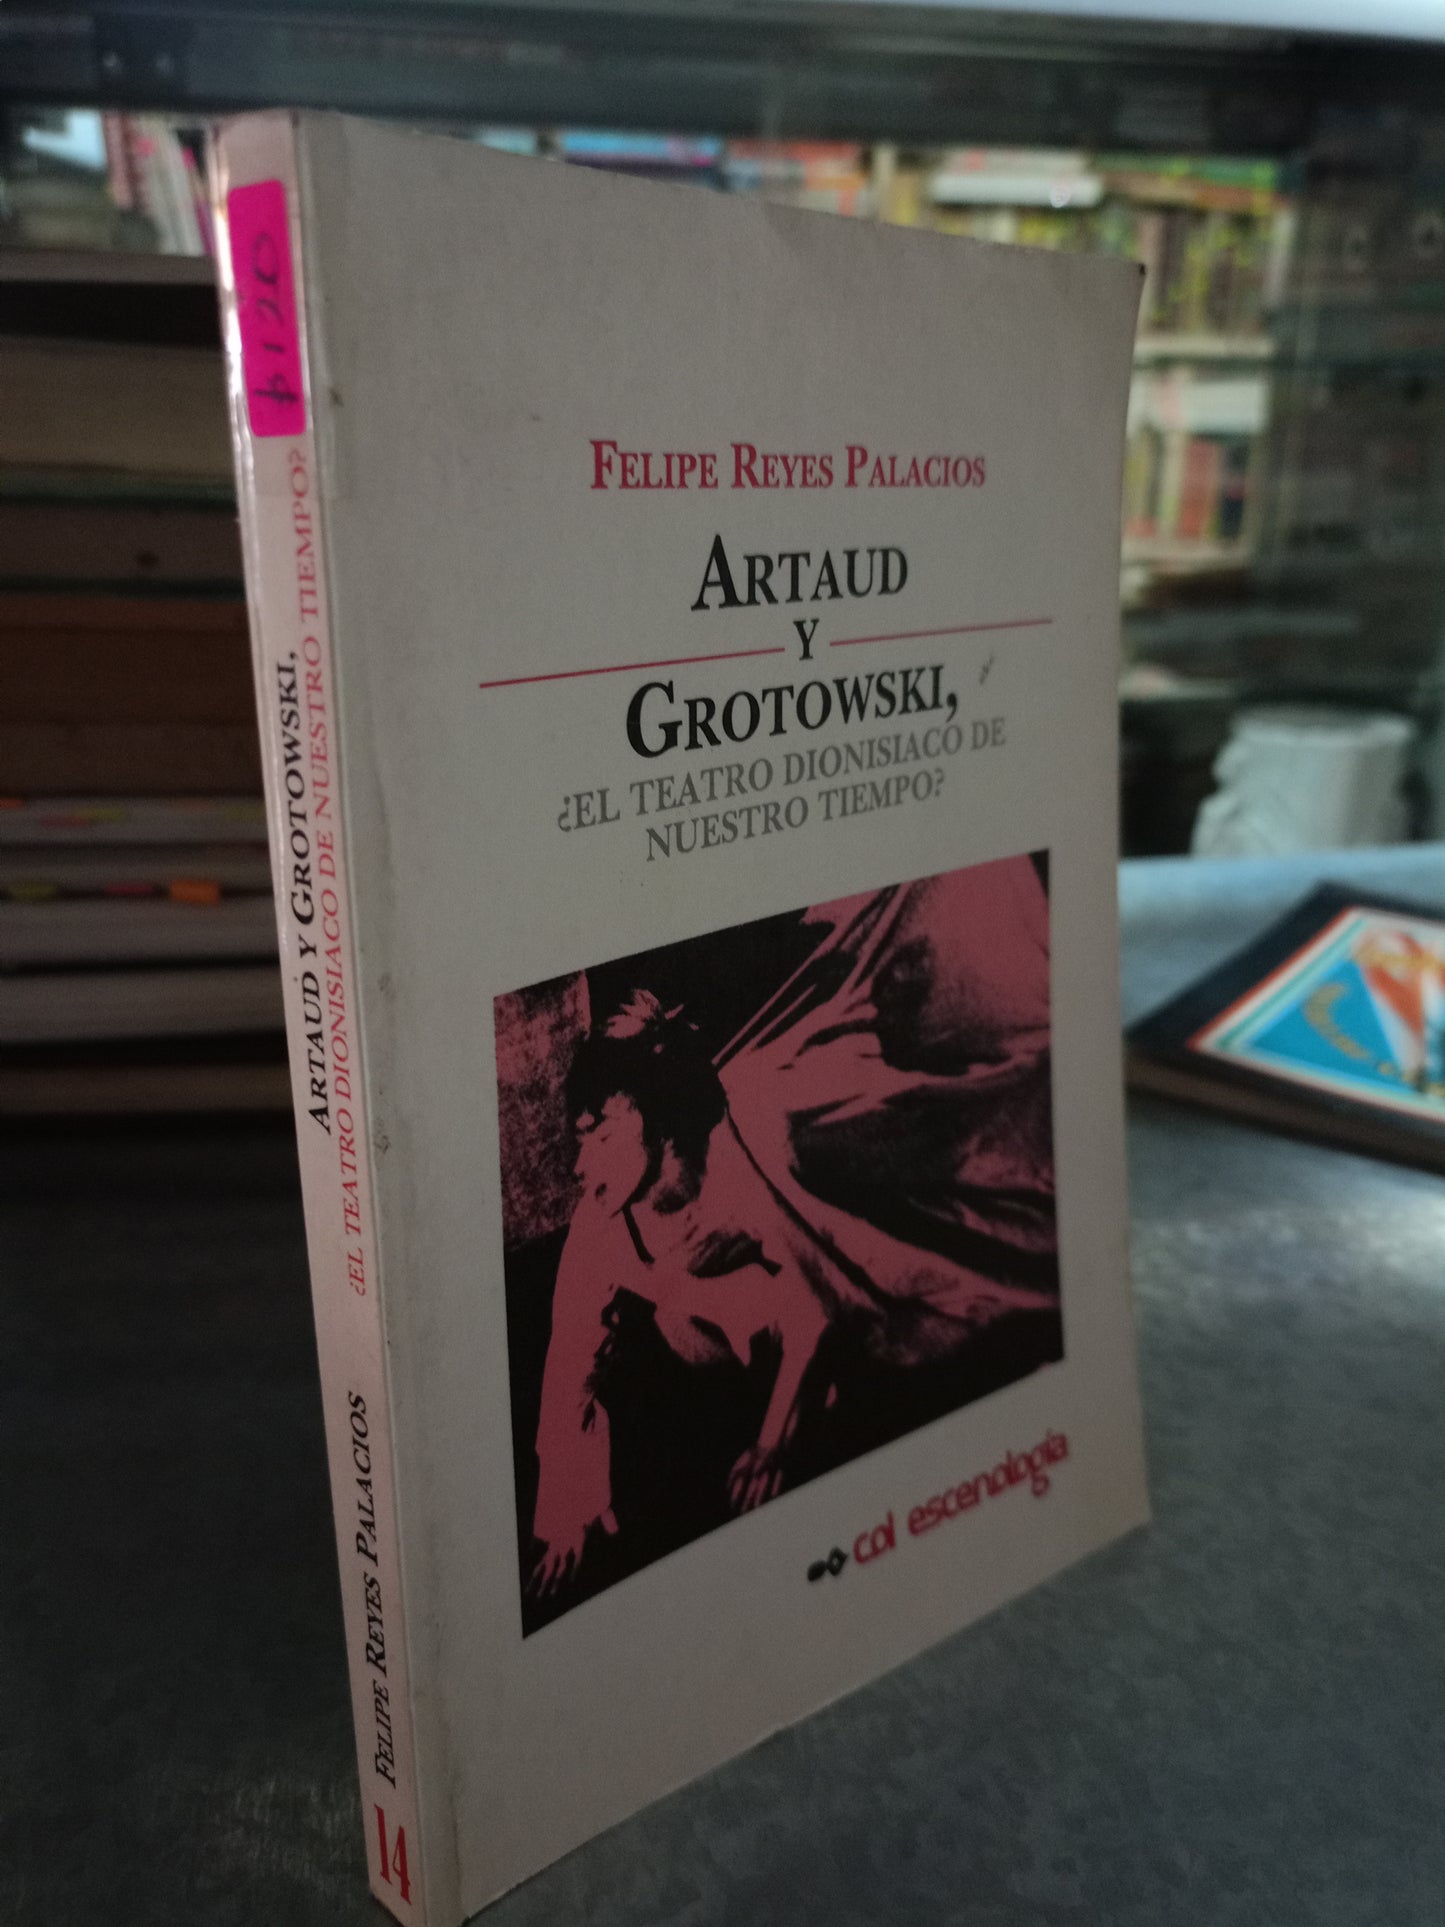 FELIPE REYES PALACIOS
ARTAUD
Y
GROTOWSKI,
¿EL TEATRO DIONISIACO DE
NUESTRO TIEMPO?
col escenología
$120
ARTAUD Y GROTOWSKI,
¿EL TEATRO DIONISIACO DE NUESTRO TIEMPO?
FELIPE REYES PALACIOS
14